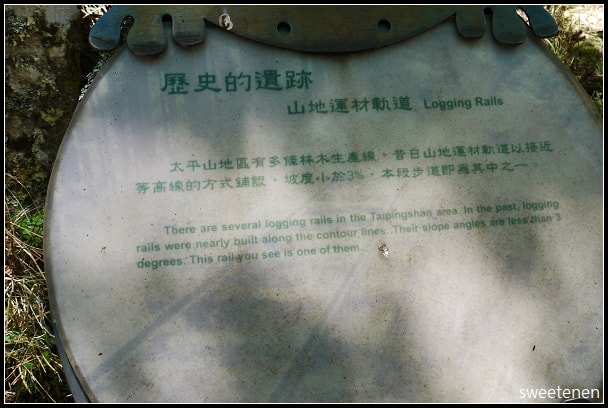 歷史的遺跡
山地運材軌道 Logging Rails
太平山地區有多條林木生產線，昔日山地運材軌道以接近
等高線的方式鋪設，坡度小於3%，本段步道即為其中之一。
There are several logging rails in the Taipingshan area. In the past, logging
rails were nearly built along the contour lines. Their slope angles are less than 3
degrees. This rail you see is one of them.
sweetenen